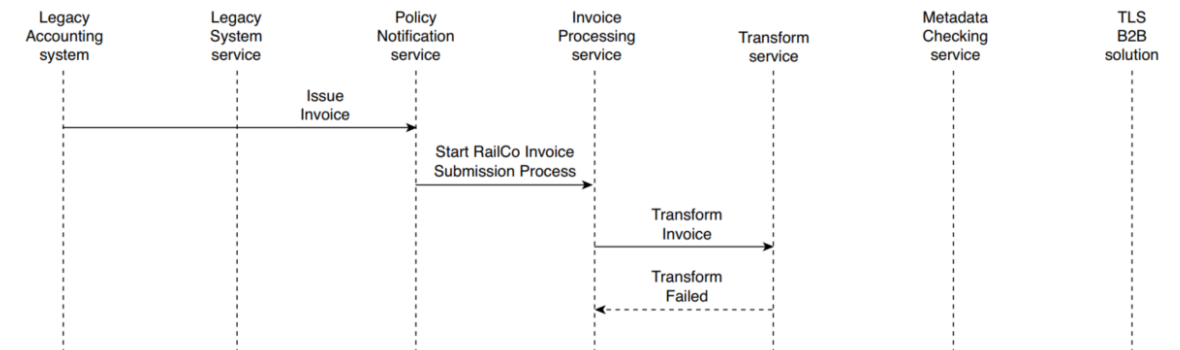 Legacy
Accounting
system
Legacy
System
service
Policy
Notification
service
Invoice
Processing
service
Transform
service
Metadata
Checking
service
TLS
B2B
solution
Issue
Invoice
Start RailCo Invoice
Submission Process
Transform
Invoice
Transform
Failed